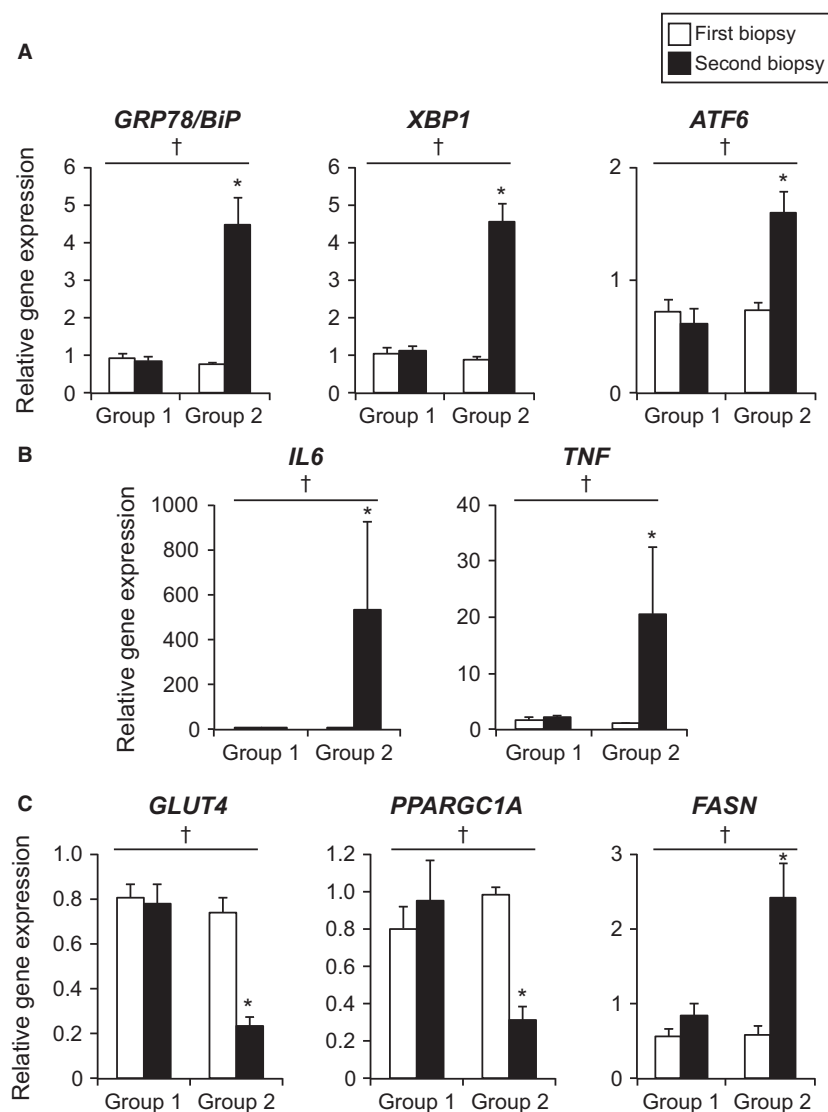 First biopsy
Second biopsy
A
GRP78/BiP XBP1 ATF6
† † †
Relative gene expression
6 6 2
5 5
* * *
4 4
3 3 1
2 2
1 1
0 0 0
Group 1 Group 2 Group 1 Group 2 Group 1 Group 2
B
IL6 TNF
† †
Relative gene expression
1000 40
* *
800 30
600
20
400
200 10
0 0
Group 1 Group 2 Group 1 Group 2
C
GLUT4 PPARGC1A FASN
† † †
Relative gene expression
1.0 1.2 3
*
0.8 1.0
0.8 2
0.6
0.6
0.4 1
* 0.4 *
0.2 0.2
0 0 0
Group 1 Group 2 Group 1 Group 2 Group 1 Group 2